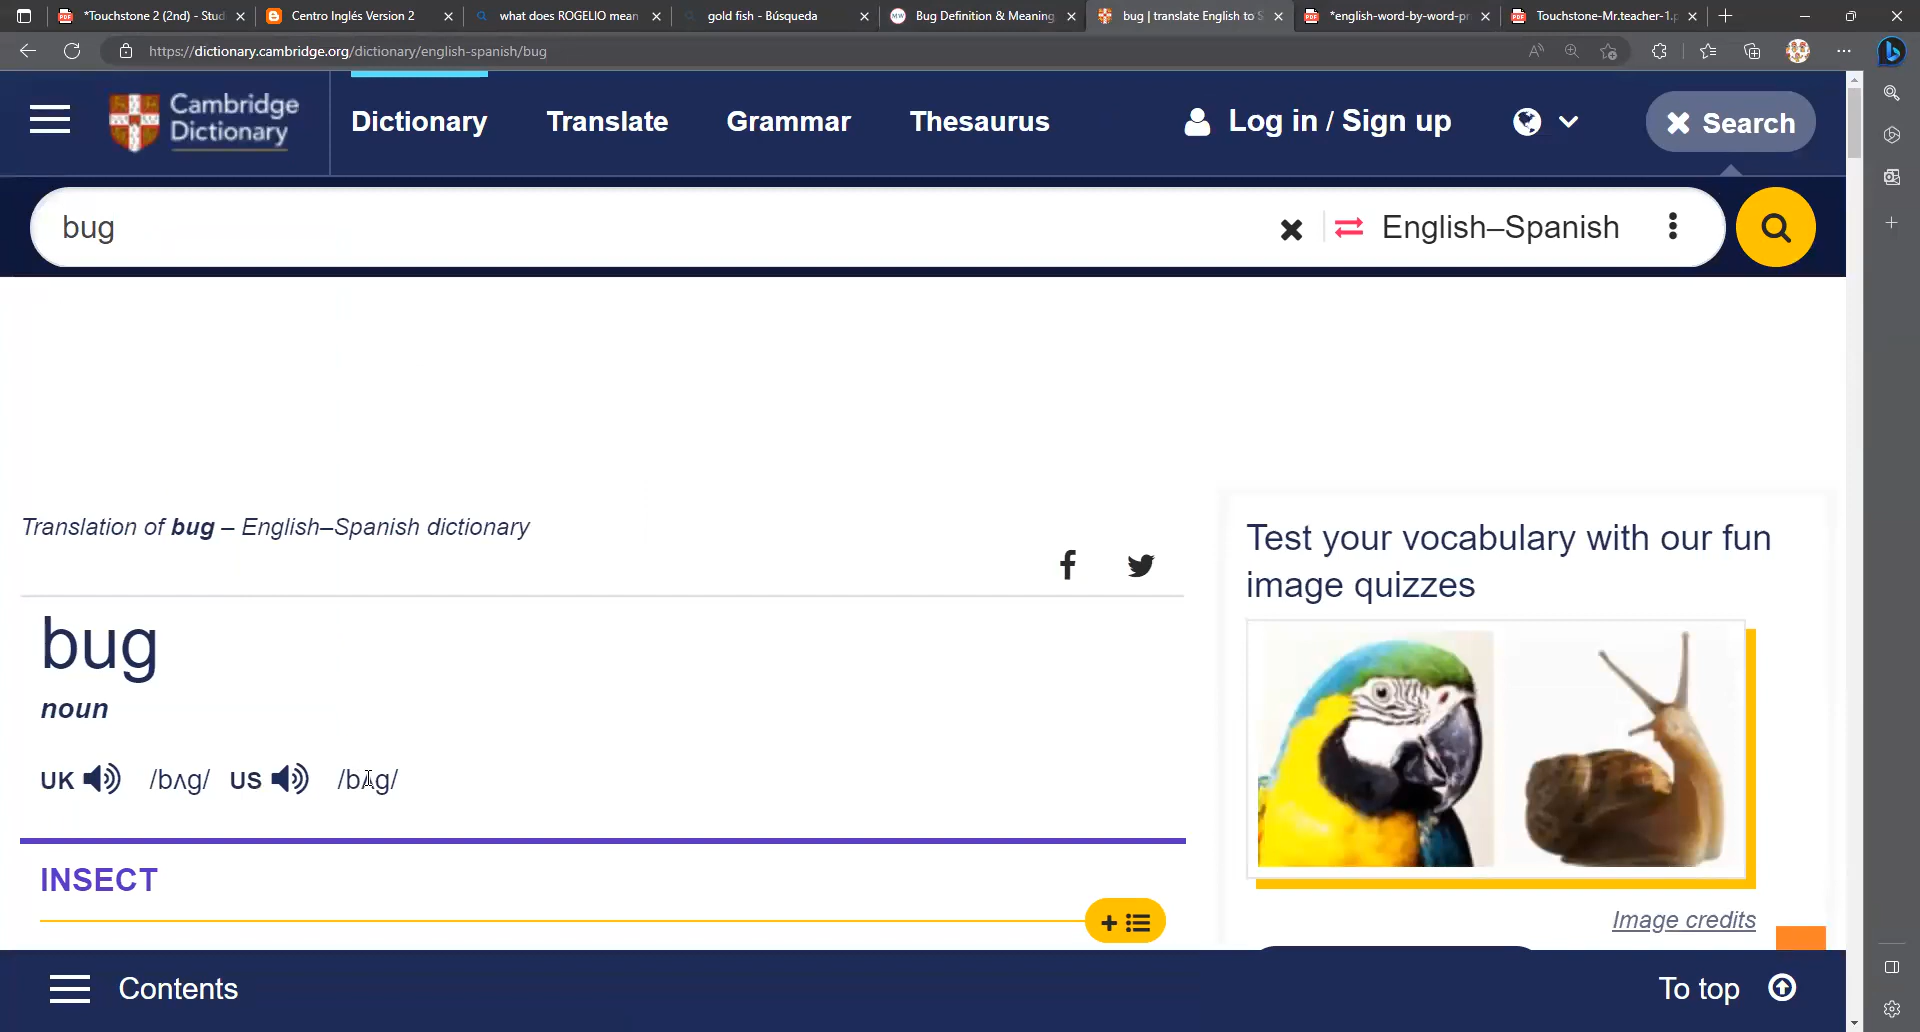 *Touchstone 2 (2nd) - Stud
Centro Inglés Version 2
what does ROGELIO mean
gold fish - Búsqueda
MW
Bug Definition & Meaning
bug | translate English to S
*english-word-by-word-pr
Touchstone-Mr.teacher-1.p
https://dictionary.cambridge.org/dictionary/english-spanish/bug
Cambridge
Dictionary
Dictionary
Translate
Grammar
Thesaurus
Log in / Sign up
Search
bug
English–Spanish
Translation of bug – English–Spanish dictionary
bug
noun
UK /bʌg/ US /bʌg/
INSECT
Test your vocabulary with our fun
image quizzes
Image credits
Contents
To top